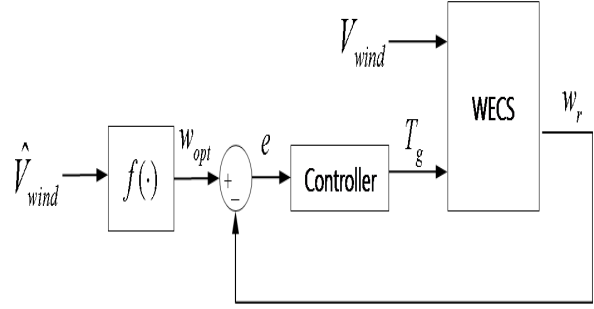 V_wind
WECS
w_r
V̂_wind
f(·)
w_opt
+
−
e
Controller
T_g